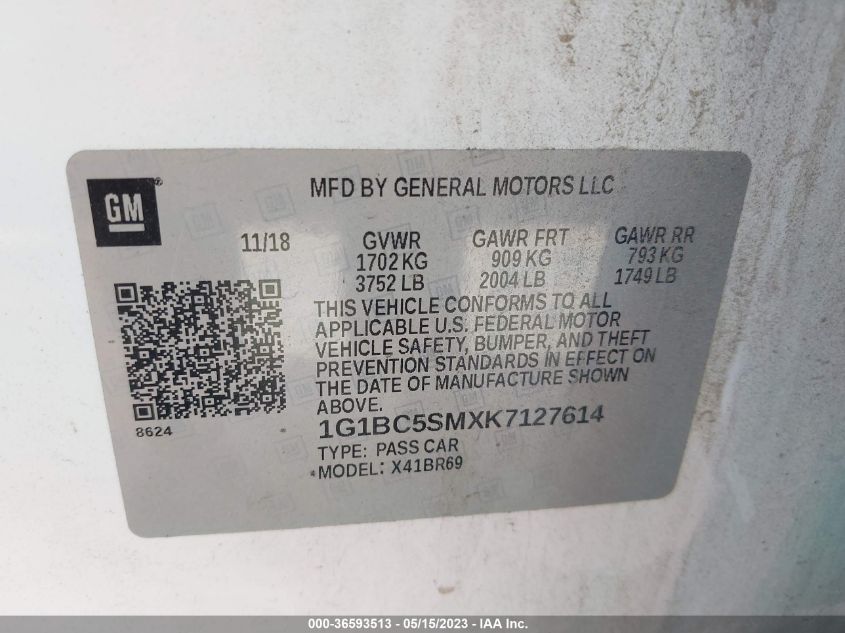 GM®
MFD BY GENERAL MOTORS LLC
11/18
GVWR GAWR FRT GAWR RR
1702 KG 909 KG 793 KG
3752 LB 2004 LB 1749 LB
THIS VEHICLE CONFORMS TO ALL
APPLICABLE U.S. FEDERAL MOTOR
VEHICLE SAFETY, BUMPER, AND THEFT
PREVENTION STANDARDS IN EFFECT ON
THE DATE OF MANUFACTURE SHOWN
ABOVE.
8624
1G1BC5SMXK7127614
TYPE: PASS CAR
MODEL: X41BR69
000-36593513 - 05/15/2023 - IAA Inc.